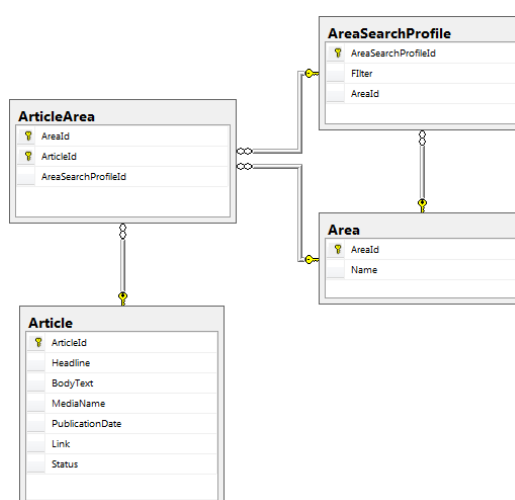 AreaSearchProfile
AreaSearchProfileId
FIlter
AreaId
ArticleArea
AreaId
ArticleId
AreaSearchProfileId
Area
AreaId
Name
Article
ArticleId
Headline
BodyText
MediaName
PublicationDate
Link
Status